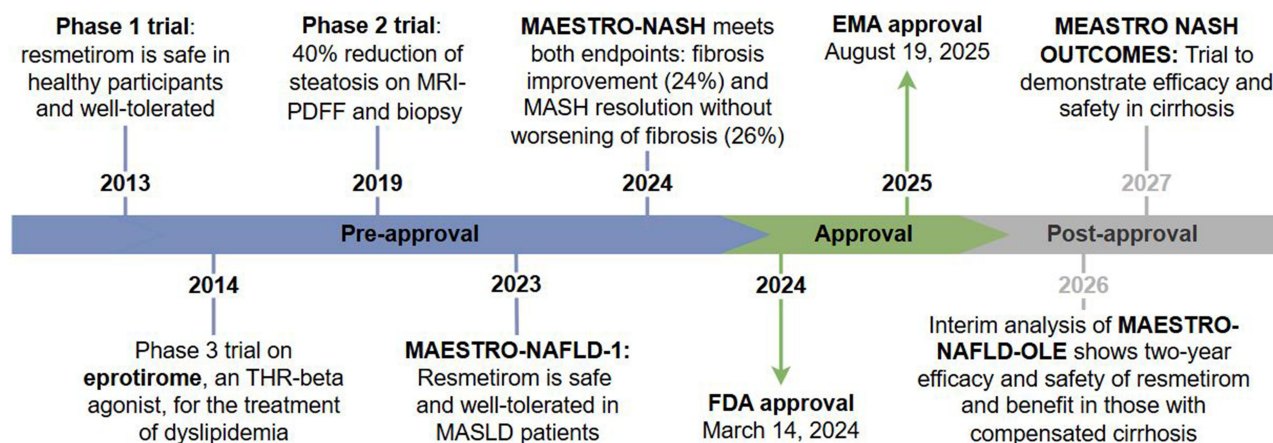 Phase 1 trial:
resmetirom is safe in
healthy participants
and well-tolerated
Phase 2 trial:
40% reduction of
steatosis on MRI-
PDFF and biopsy
MAESTRO-NASH meets
both endpoints: fibrosis
improvement (24%) and
MASH resolution without
worsening of fibrosis (26%)
EMA approval
August 19, 2025
MEASTRO NASH
OUTCOMES: Trial to
demonstrate efficacy and
safety in cirrhosis
2013
2019
2024
2025
2027
Pre-approval
Approval
Post-approval
2014
2023
2024
2026
Phase 3 trial on
eprotirome, an THR-beta
agonist, for the treatment
of dyslipidemia
MAESTRO-NAFLD-1:
Resmetirom is safe
and well-tolerated in
MASLD patients
FDA approval
March 14, 2024
Interim analysis of MAESTRO-
NAFLD-OLE shows two-year
efficacy and safety of resmetirom
and benefit in those with
compensated cirrhosis